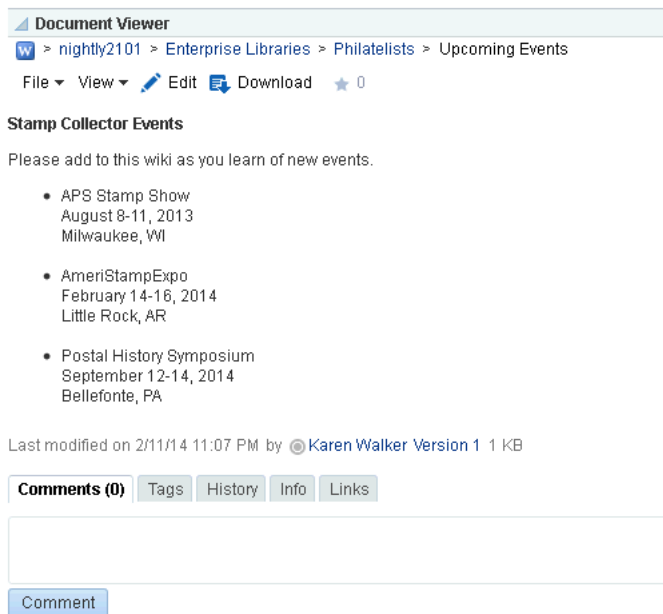 Document Viewer
W > nightly2101 > Enterprise Libraries > Philatelists > Upcoming Events
File View Edit Download 0
Stamp Collector Events
Please add to this wiki as you learn of new events.
• APS Stamp Show
August 8-11, 2013
Milwaukee, WI
• AmeriStampExpo
February 14-16, 2014
Little Rock, AR
• Postal History Symposium
September 12-14, 2014
Bellefonte, PA
Last modified on 2/11/14 11:07 PM by Karen Walker Version 1 1 KB
Comments (0) Tags History Info Links
Comment